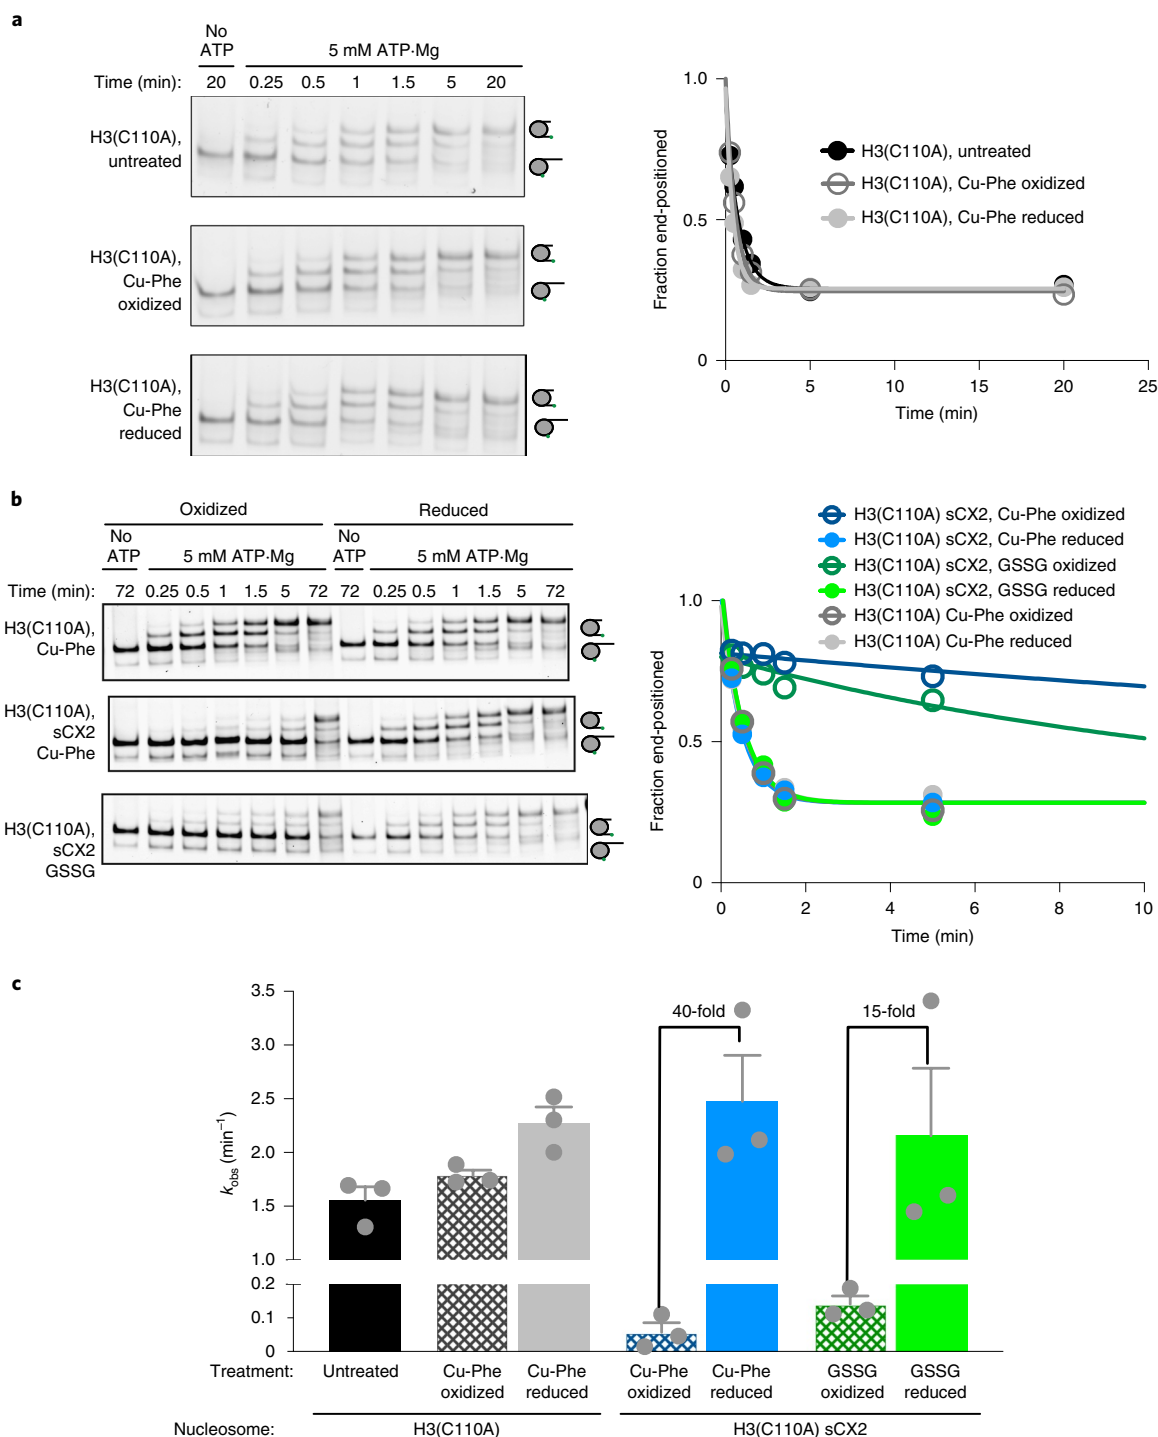 a
No
ATP
5 mM ATP·Mg
Time (min): 20 0.25 0.5 1 1.5 5 20
H3(C110A),
untreated
H3(C110A),
Cu-Phe
oxidized
H3(C110A),
Cu-Phe
reduced
1.0
0.5
0
Fraction end-positioned
0 5 10 15 20 25
Time (min)
H3(C110A), untreated
H3(C110A), Cu-Phe oxidized
H3(C110A), Cu-Phe reduced
b
Oxidized Reduced
No
ATP
5 mM ATP·Mg
No
ATP
5 mM ATP·Mg
Time (min): 72 0.25 0.5 1 1.5 5 72 72 0.25 0.5 1 1.5 5 72
H3(C110A),
Cu-Phe
H3(C110A),
sCX2
Cu-Phe
H3(C110A),
sCX2
GSSG
H3(C110A) sCX2, Cu-Phe oxidized
H3(C110A) sCX2, Cu-Phe reduced
H3(C110A) sCX2, GSSG oxidized
H3(C110A) sCX2, GSSG reduced
H3(C110A) Cu-Phe oxidized
H3(C110A) Cu-Phe reduced
1.0
0.5
0
Fraction end-positioned
0 2 4 6 8 10
Time (min)
c
3.5
3.0
2.5
2.0
1.5
1.0
0.2
0.1
0
kobs (min−1)
40-fold
15-fold
Treatment: Untreated Cu-Phe Cu-Phe Cu-Phe Cu-Phe GSSG GSSG
oxidized reduced oxidized reduced oxidized reduced
Nucleosome: H3(C110A) H3(C110A) sCX2